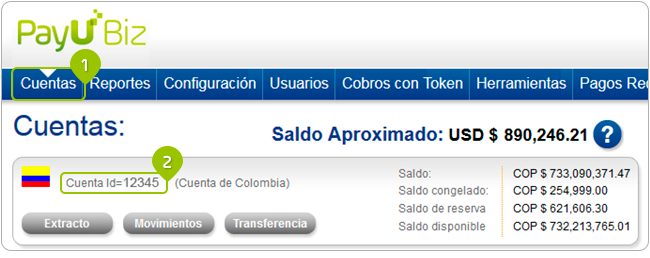 PayU Biz
1
Cuentas Reportes Configuración Usuarios Cobros con Token Herramientas Pagos Rec
Cuentas:
Saldo Aproximado: USD $ 890,246.21 ?
2
Cuenta Id=12345 (Cuenta de Colombia)
Extracto Movimientos Transferencia
Saldo: COP $ 733,090,371.47
Saldo congelado: COP $ 254,999.00
Saldo de reserva COP $ 621,606.30
Saldo disponible COP $ 732,213,765.01